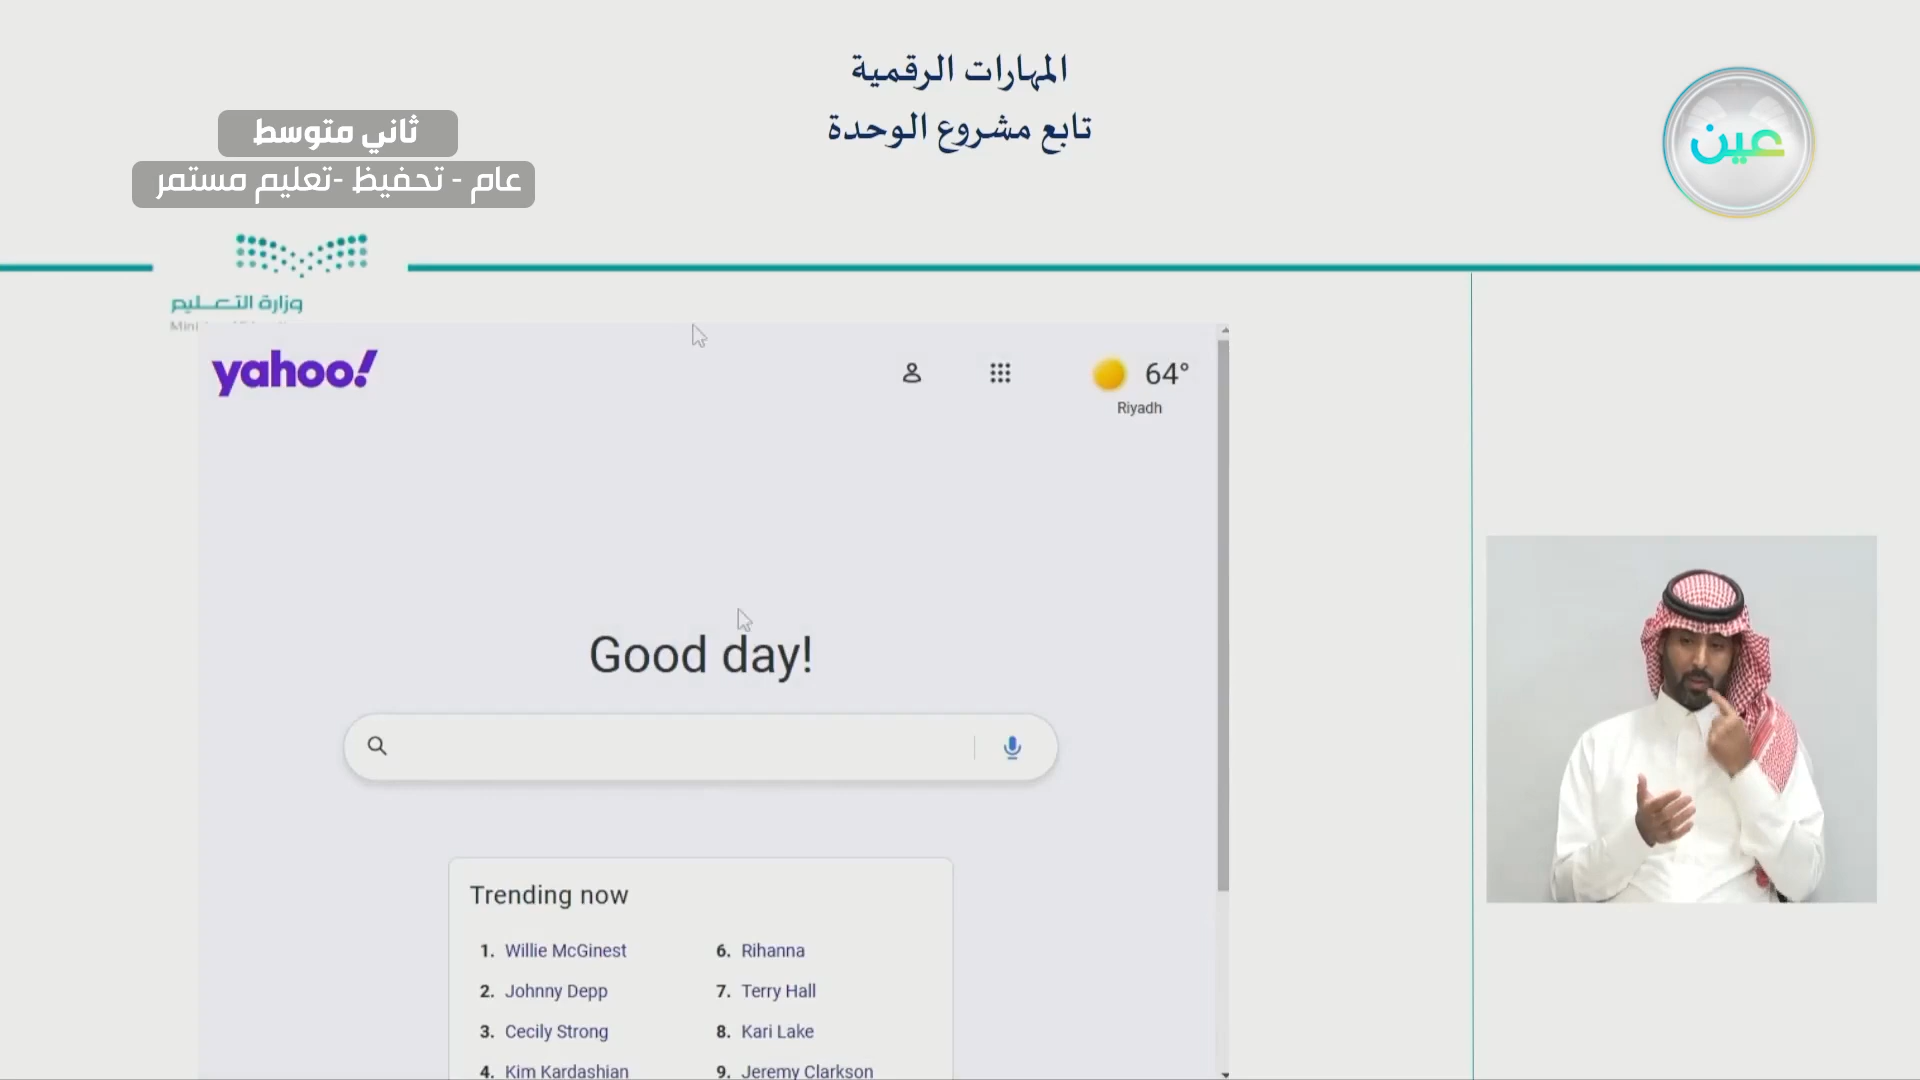 المهارات الرقمية
تابع مشروع الوحدة
ثاني متوسط
عام - تحفيظ -تعليم مستمر
عين
وزارة التعليم
yahoo!
64°
Riyadh
Good day!
Trending now
1. Willie McGinest
2. Johnny Depp
3. Cecily Strong
4. Kim Kardashian
6. Rihanna
7. Terry Hall
8. Kari Lake
9. Jeremy Clarkson